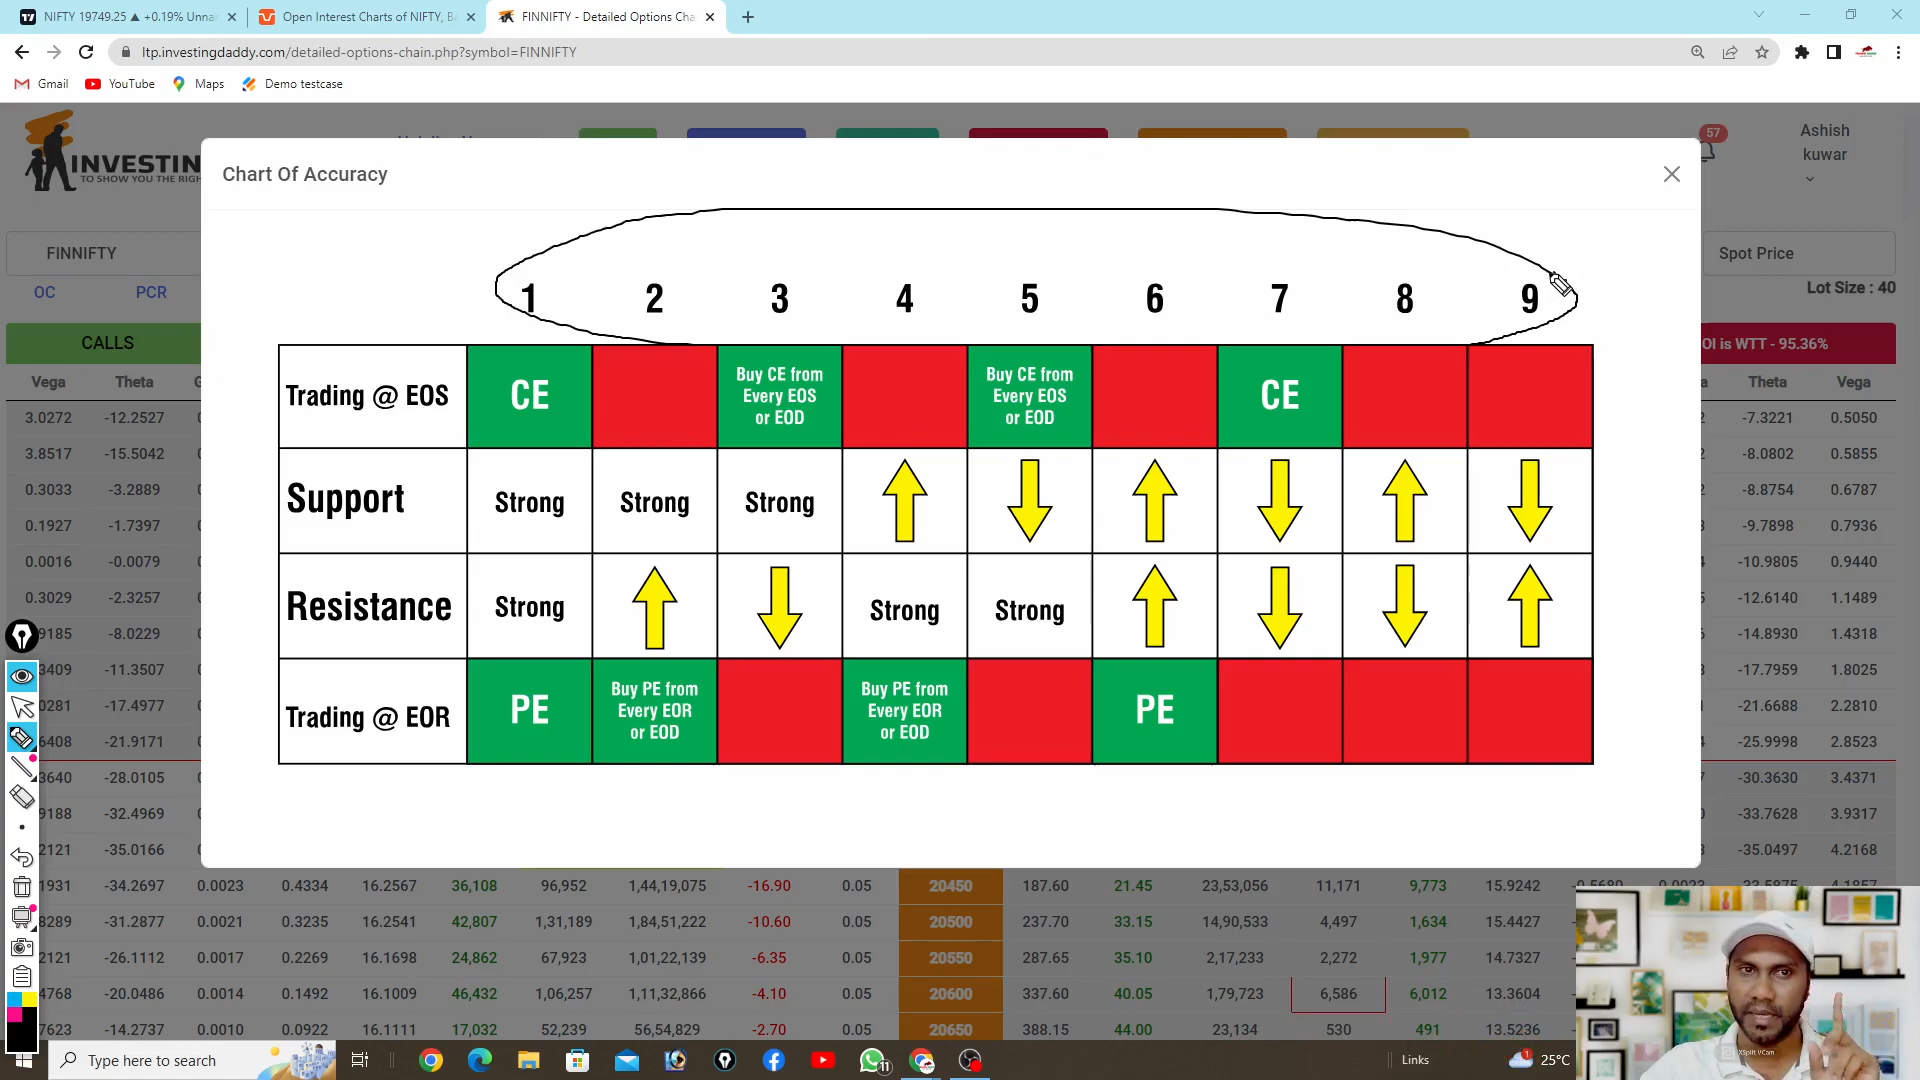 NIFTY 19749.25 ▲ +0.19% Unnar
Open Interest Charts of NIFTY, BA
FINNIFTY - Detailed Options Cha
ltp.investingdaddy.com/detailed-options-chain.php?symbol=FINNIFTY
Gmail
YouTube
Maps
Demo testcase
INVESTIN
TO SHOW YOU THE RIG
57
Ashish
kuwar
Chart Of Accuracy
FINNIFTY
Spot Price
OC
PCR
Lot Size : 40
1 2 3 4 5 6 7 8 9
CALLS
OI is WTT - 95.36%
Vega Theta
Theta Vega
Trading @ EOS
CE
Buy CE from
Every EOS
or EOD
Buy CE from
Every EOS
or EOD
CE
Support Strong Strong Strong
Resistance Strong Strong Strong
Trading @ EOR
PE
Buy PE from
Every EOR
or EOD
Buy PE from
Every EOR
or EOD
PE
3.0272 -12.2527
3.8517 -15.5042
0.3033 -3.2889
0.1927 -1.7397
0.0016 -0.0079
0.3029 -2.3257
9185 -8.0229
3409 -11.3507
0281 -17.4977
6408 -21.9171
3640 -28.0105
9188 -32.4969
2121 -35.0166
-7.3221 0.5050
-8.0802 0.5855
-8.8754 0.6787
-9.7898 0.7936
-10.9805 0.9440
-12.6140 1.1489
-14.8930 1.4318
-17.7959 1.8025
-21.6688 2.2810
-25.9998 2.8523
-30.3630 3.4371
-33.7628 3.9317
-35.0497 4.2168
1931 -34.2697 0.0023 0.4334 16.2567 36,108 96,952 1,44,19,075 -16.90 0.05 20450 187.60 21.45 23,53,056 11,171 9,773 15.9242
8289 -31.2877 0.0021 0.3235 16.2541 42,807 1,31,189 1,84,51,222 -10.60 0.05 20500 237.70 33.15 14,90,533 4,497 1,634 15.4427
2121 -26.1112 0.0017 0.2269 16.1698 24,862 67,923 1,01,22,139 -6.35 0.05 20550 287.65 35.10 2,17,233 2,272 1,977 14.7327
4768 -20.0486 0.0014 0.1492 16.1009 46,432 1,06,257 1,11,32,866 -4.10 0.05 20600 337.60 40.05 1,79,723 6,586 6,012 13.3604
7623 -14.2737 0.0010 0.0922 16.1111 17,032 52,239 56,54,829 -2.70 0.05 20650 388.15 44.00 23,134 530 491 13.5236
XSplit VCam
Type here to search
11
Links
1
25°C